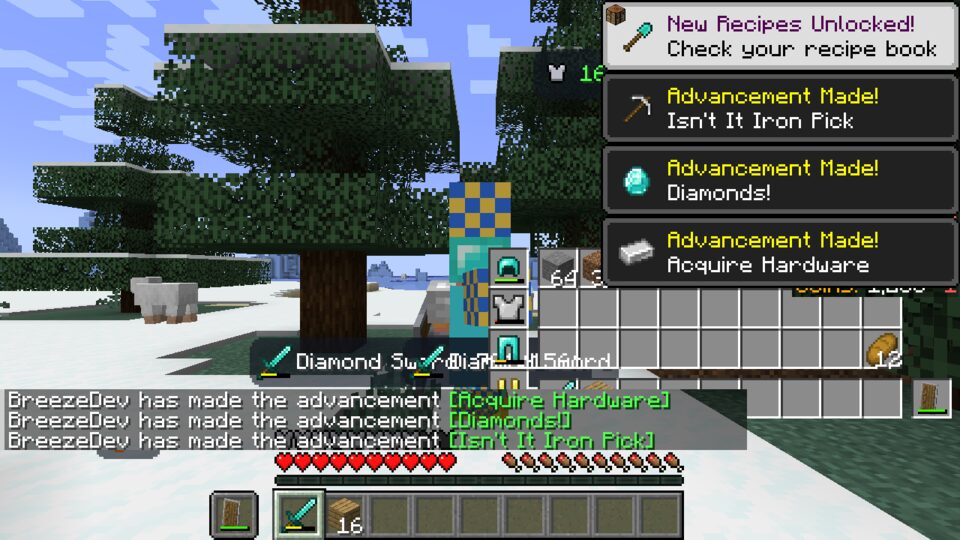 New Recipes Unlocked!
Check your recipe book
16
Advancement Made!
Isn't It Iron Pick
Advancement Made!
Diamonds!
Advancement Made!
Acquire Hardware
64
12
Diamond
BreezeDev has made the advancement [Acquire Hardware]
BreezeDev has made the advancement [Diamonds!]
BreezeDev has made the advancement [Isn't It Iron Pick]
16